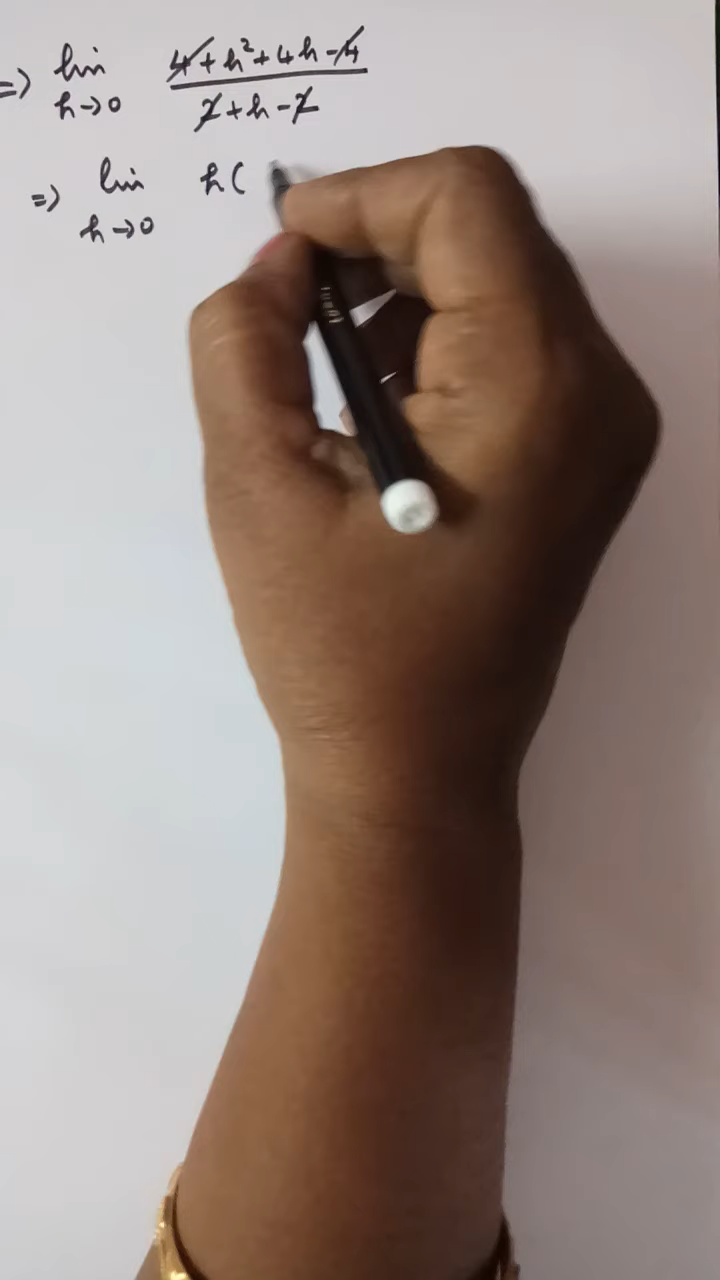 => lim 4+h²+4h-4
h→0 2+h-2
=> lim h(
h→0